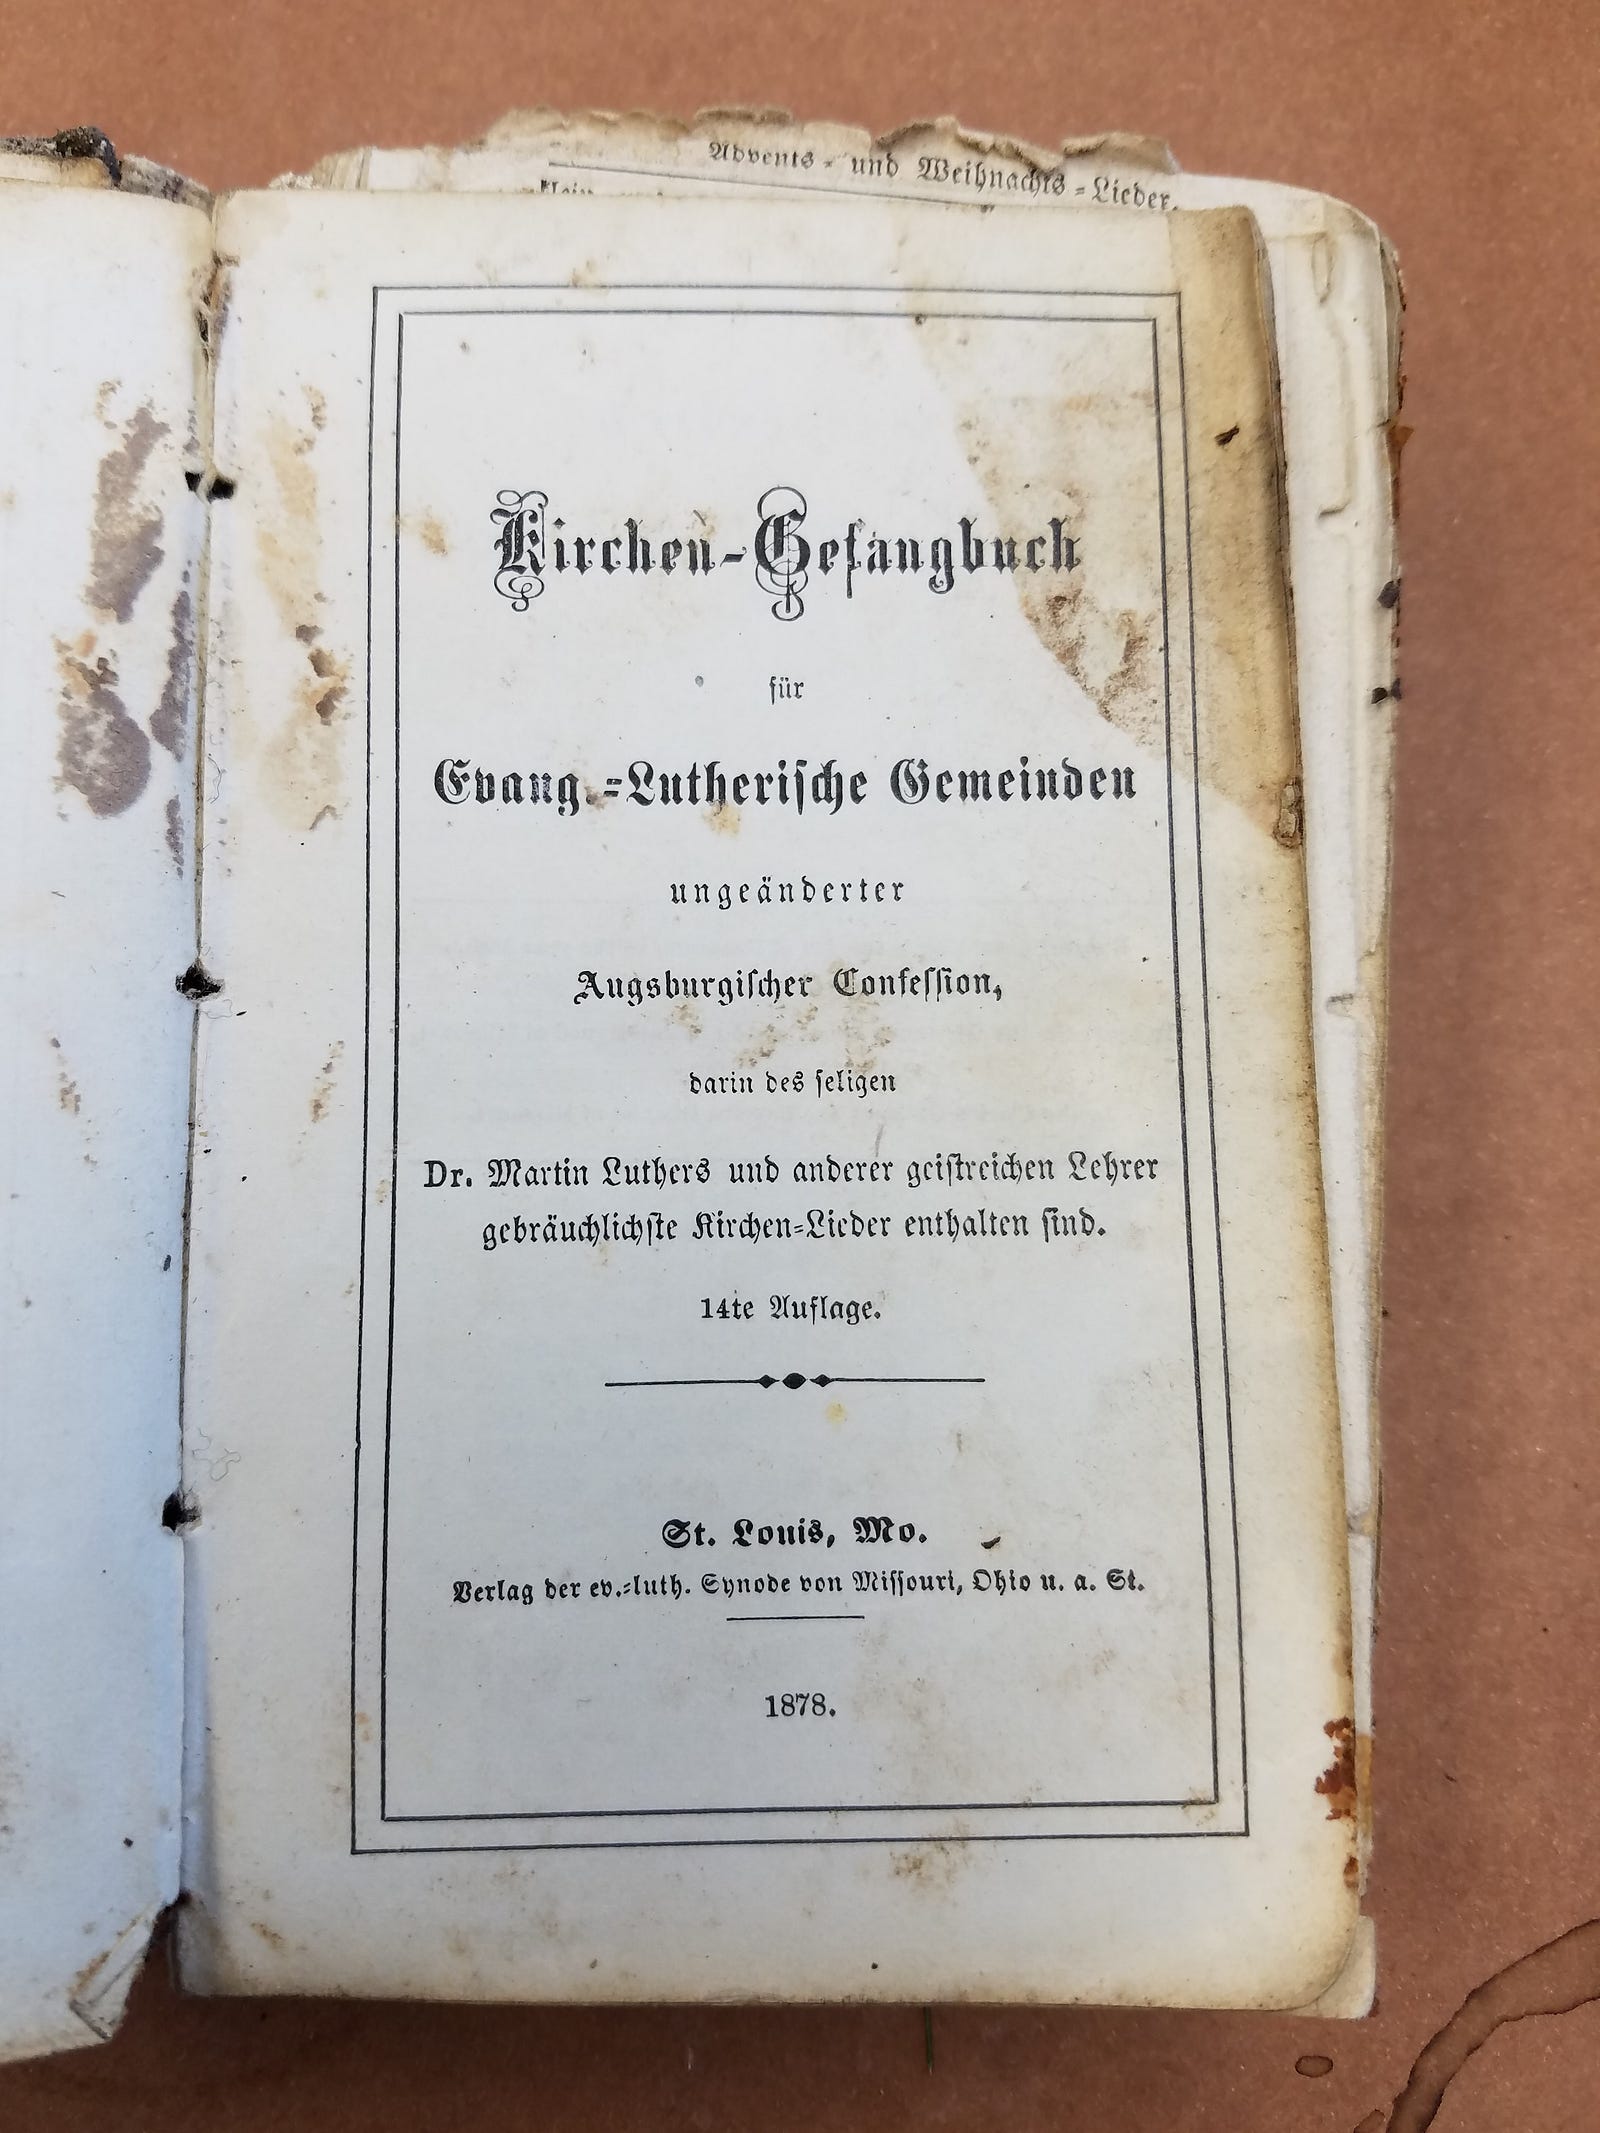 Advents- und Weihnachts-Lieder.
Kirchen-Gesangbuch
für
Evang.-Lutherische Gemeinden
ungeänderter
Augsburgischer Confession,
darin des seligen
Dr. Martin Luthers und anderer geistreichen Lehrer
gebräuchlichste Kirchen-Lieder enthalten sind.
14te Auflage.
St. Louis, Mo.
Verlag der ev.-luth. Synode von Missouri, Ohio u. a. St.
1878.